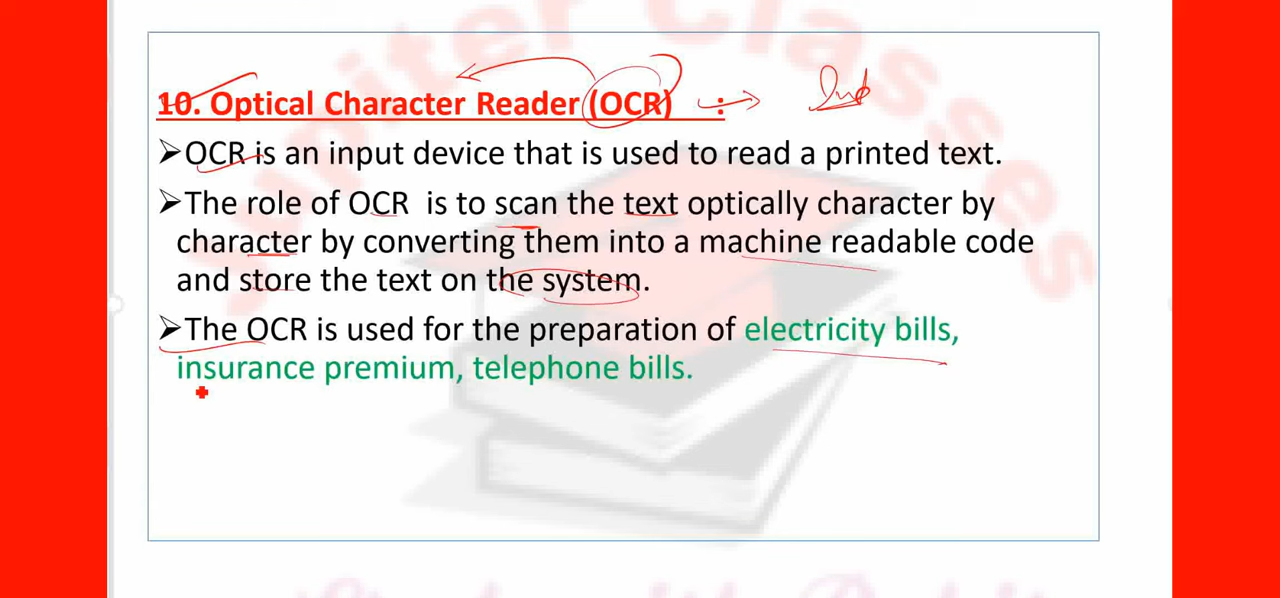 10. Optical Character Reader (OCR) :
➢OCR is an input device that is used to read a printed text.
➢The role of OCR is to scan the text optically character by
character by converting them into a machine readable code
and store the text on the system.
➢The OCR is used for the preparation of electricity bills,
insurance premium, telephone bills.